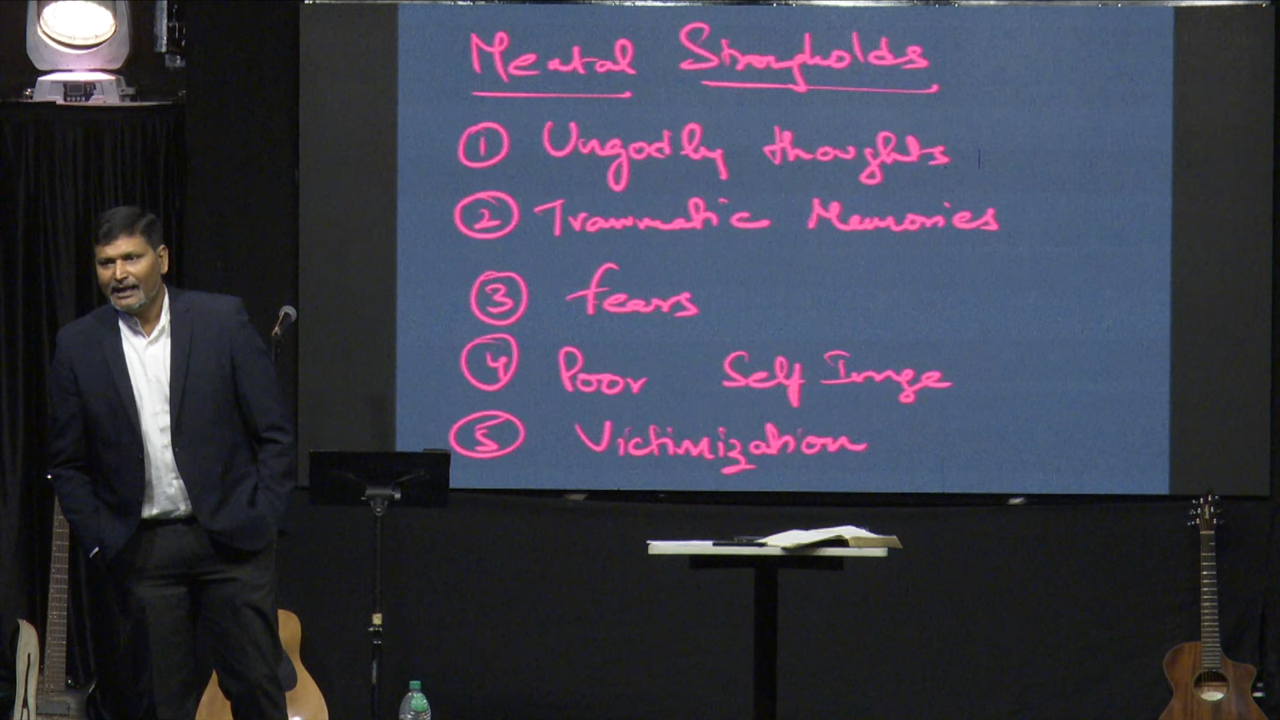 Mental Strongholds
① Ungodly thoughts
② Traumatic Memories
③ fears
④ Poor Self Image
⑤ Victimization